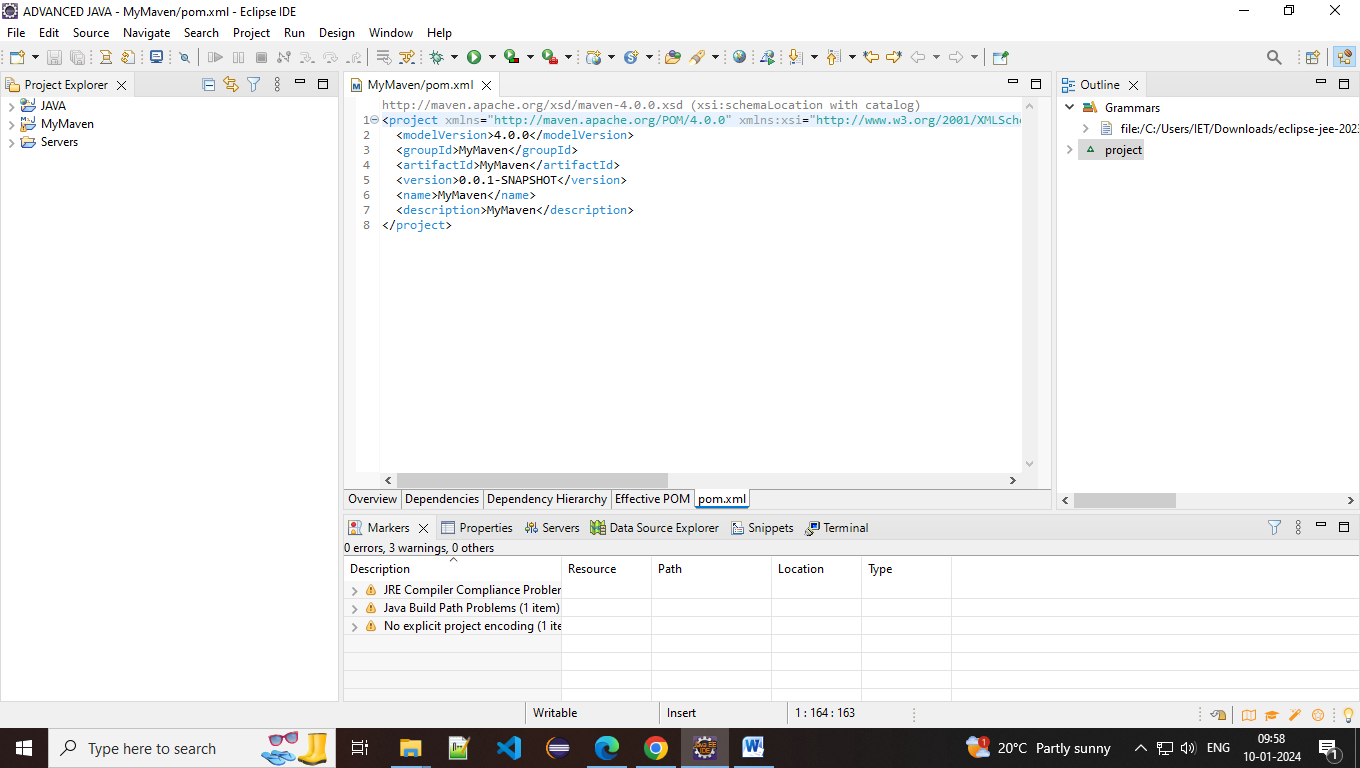 ADVANCED JAVA - MyMaven/pom.xml - Eclipse IDE
File Edit Source Navigate Search Project Run Design Window Help
Project Explorer
JAVA
MyMaven
Servers
MyMaven/pom.xml
http://maven.apache.org/xsd/maven-4.0.0.xsd (xsi:schemaLocation with catalog)
1 <project xmlns="http://maven.apache.org/POM/4.0.0" xmlns:xsi="http://www.w3.org/2001/XMLSche
2 <modelVersion>4.0.0</modelVersion>
3 <groupId>MyMaven</groupId>
4 <artifactId>MyMaven</artifactId>
5 <version>0.0.1-SNAPSHOT</version>
6 <name>MyMaven</name>
7 <description>MyMaven</description>
8 </project>
Overview Dependencies Dependency Hierarchy Effective POM pom.xml
Outline
Grammars
file:/C:/Users/IET/Downloads/eclipse-jee-2023
project
Markers Properties Servers Data Source Explorer Snippets Terminal
0 errors, 3 warnings, 0 others
Description Resource Path Location Type
JRE Compiler Compliance Problem
Java Build Path Problems (1 item)
No explicit project encoding (1 ite
Writable Insert 1 : 164 : 163
Type here to search
20°C Partly sunny
ENG
09:58
10-01-2024
1